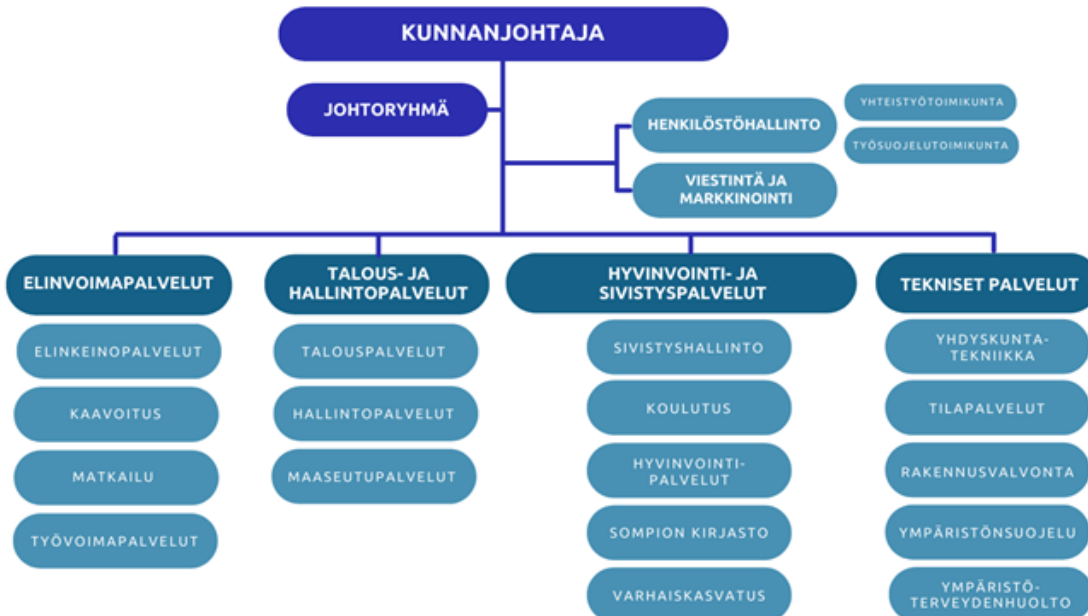 KUNNANJOHTAJA
JOHTORYHMÄ
HENKILÖSTÖHALLINTO
YHTEISTYÖTOIMIKUNTA
TYÖSUOJELUTOIMIKUNTA
VIESTINTÄ JA
MARKKINOINTI
ELINVOIMAPALVELUT
ELINKEINOPALVELUT
KAAVOITUS
MATKAILU
TYÖVOIMAPALVELUT
TALOUS- JA
HALLINTOPALVELUT
TALOUSPALVELUT
HALLINTOPALVELUT
MAASEUTUPALVELUT
HYVINVOINTI- JA
SIVISTYSPALVELUT
SIVISTYSHALLINTO
KOULUTUS
HYVINVOINTI-
PALVELUT
SOMPION KIRJASTO
VARHAISKASVATUS
TEKNISET PALVELUT
YHDYSKUNTA-
TEKNIIKKA
TILAPALVELUT
RAKENNUSVALVONTA
YMPÄRISTÖNSUOJELU
YMPÄRISTÖ-
TERVEYDENHUOLTO